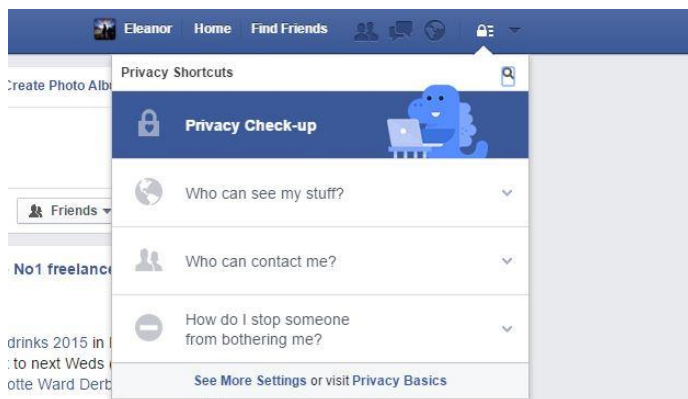 Eleanor Home Find Friends
Privacy Shortcuts
Create Photo Alb
Privacy Check-up
Who can see my stuff?
Friends
No1 freelance
Who can contact me?
How do I stop someone
from bothering me?
drinks 2015 in
to next Weds
otte Ward Derb
See More Settings or visit Privacy Basics